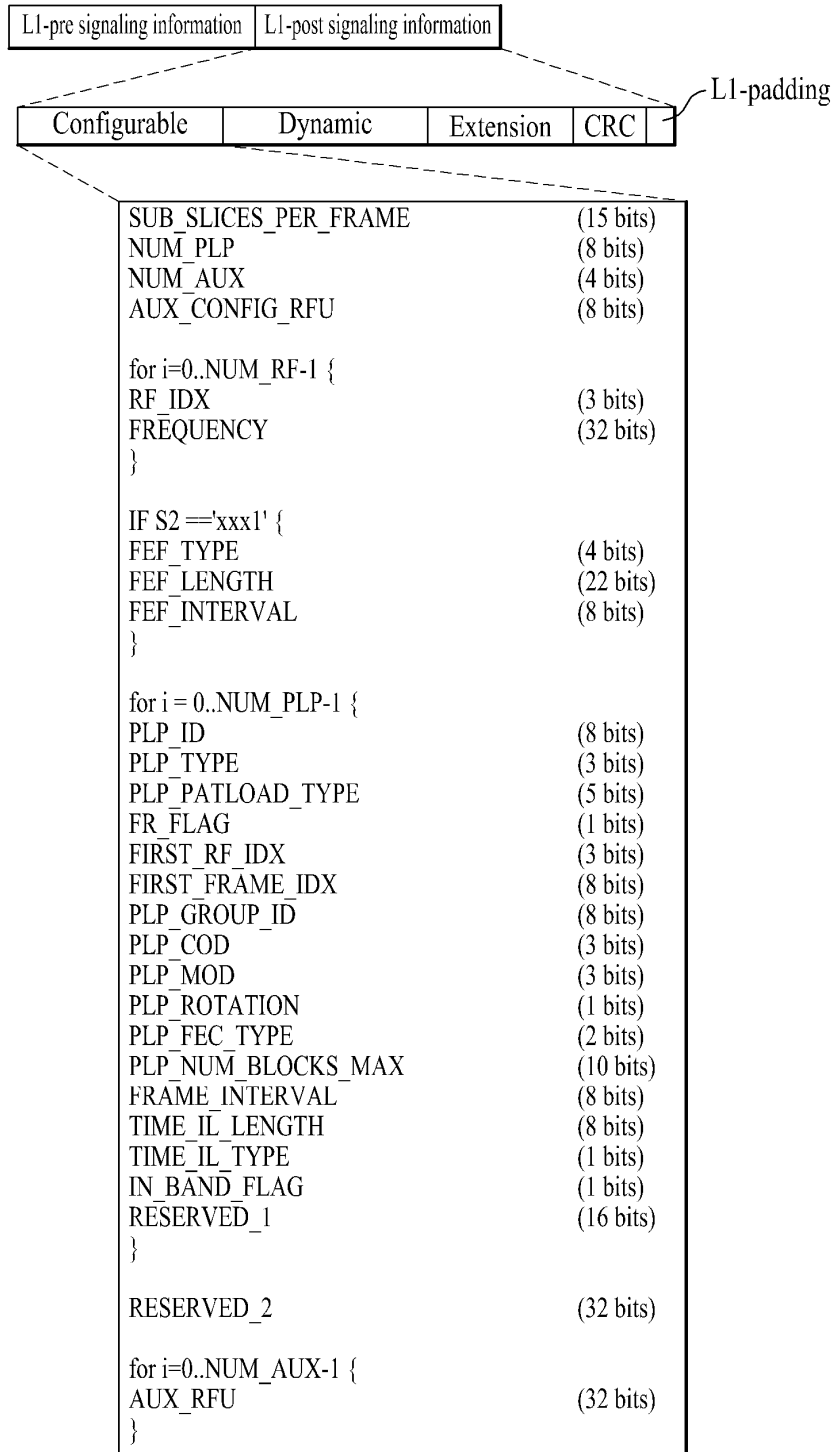 L1-pre signaling information L1-post signaling information
L1-padding
Configurable Dynamic Extension CRC
SUB_SLICES_PER_FRAME (15 bits)
NUM_PLP (8 bits)
NUM_AUX (4 bits)
AUX_CONFIG_RFU (8 bits)
for i=0..NUM_RF-1 {
RF_IDX (3 bits)
FREQUENCY (32 bits)
}
IF S2 =='xxx1' {
FEF_TYPE (4 bits)
FEF_LENGTH (22 bits)
FEF_INTERVAL (8 bits)
}
for i = 0..NUM_PLP-1 {
PLP_ID (8 bits)
PLP_TYPE (3 bits)
PLP_PATLOAD_TYPE (5 bits)
FR_FLAG (1 bits)
FIRST_RF_IDX (3 bits)
FIRST_FRAME_IDX (8 bits)
PLP_GROUP_ID (8 bits)
PLP_COD (3 bits)
PLP_MOD (3 bits)
PLP_ROTATION (1 bits)
PLP_FEC_TYPE (2 bits)
PLP_NUM_BLOCKS_MAX (10 bits)
FRAME_INTERVAL (8 bits)
TIME_IL_LENGTH (8 bits)
TIME_IL_TYPE (1 bits)
IN_BAND_FLAG (1 bits)
RESERVED_1 (16 bits)
}
RESERVED_2 (32 bits)
for i=0..NUM_AUX-1 {
AUX_RFU (32 bits)
}